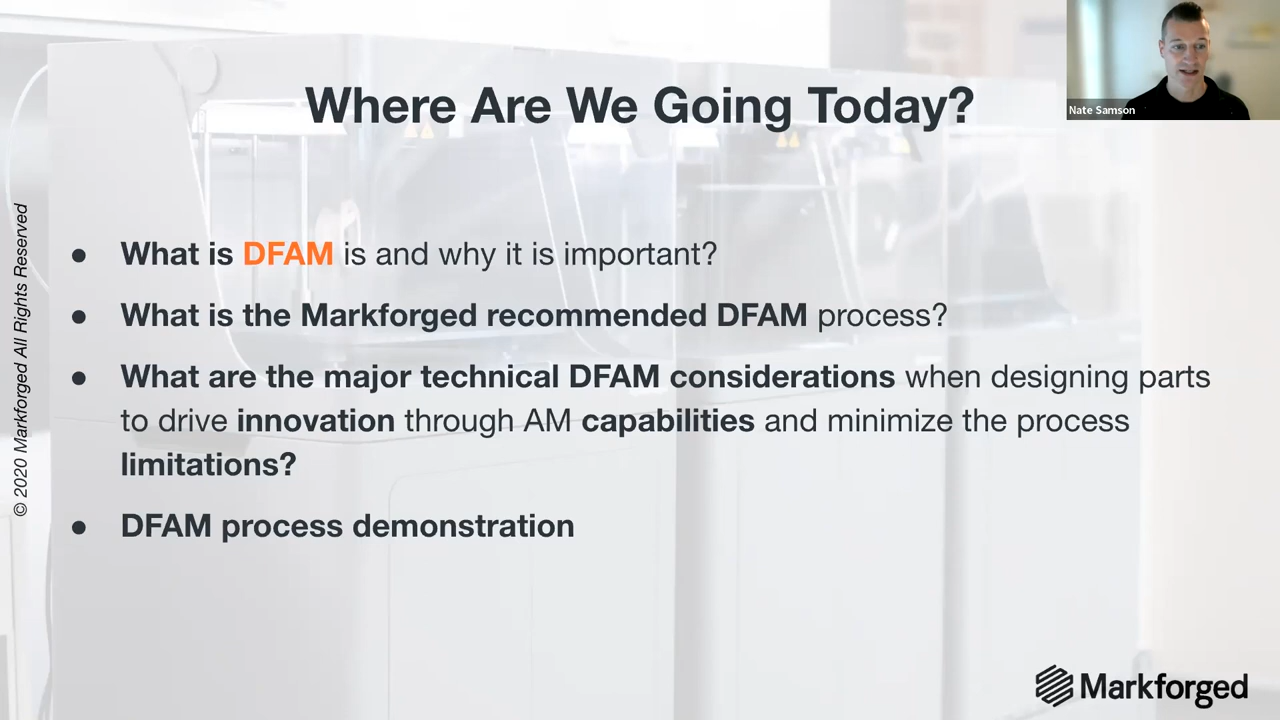 Where Are We Going Today?
Nate Samson
© 2020 Markforged All Rights Reserved
● What is DFAM is and why it is important?
● What is the Markforged recommended DFAM process?
● What are the major technical DFAM considerations when designing parts
to drive innovation through AM capabilities and minimize the process
limitations?
● DFAM process demonstration
Markforged